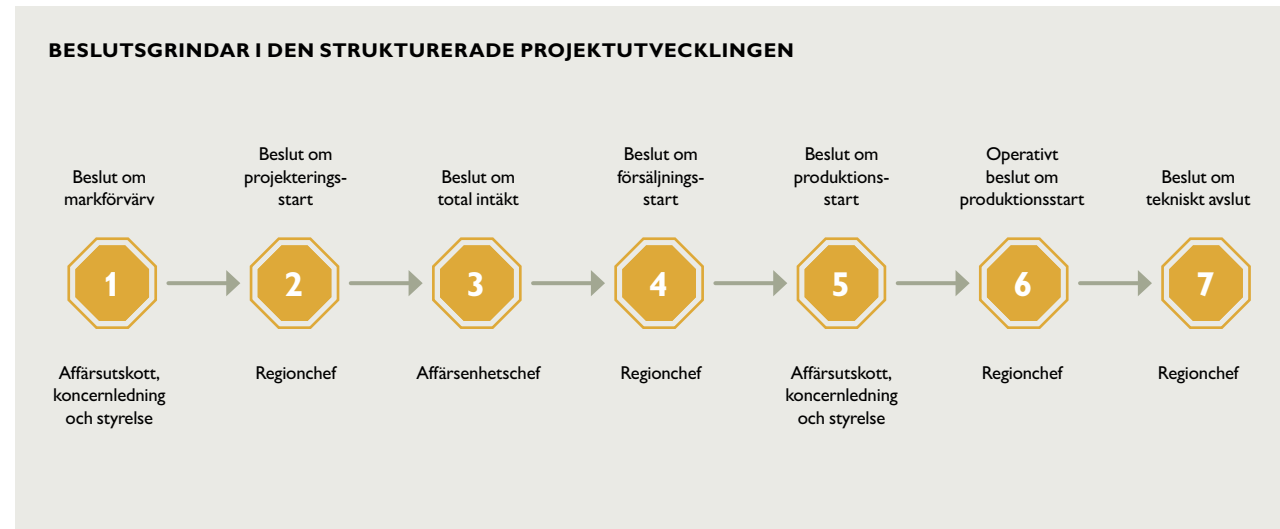 BESLUTSGRINDAR I DEN STRUKTURERADE PROJEKTUTVECKLINGEN
Beslut om
markförvärv
1
Affärsutskott,
koncernledning
och styrelse
Beslut om
projekterings-
start
2
Regionchef
Beslut om
total intäkt
3
Affärsenhetschef
Beslut om
försäljnings-
start
4
Regionchef
Beslut om
produktions-
start
5
Affärsutskott,
koncernledning
och styrelse
Operativt
beslut om
produktionsstart
6
Regionchef
Beslut om
tekniskt avslut
7
Regionchef